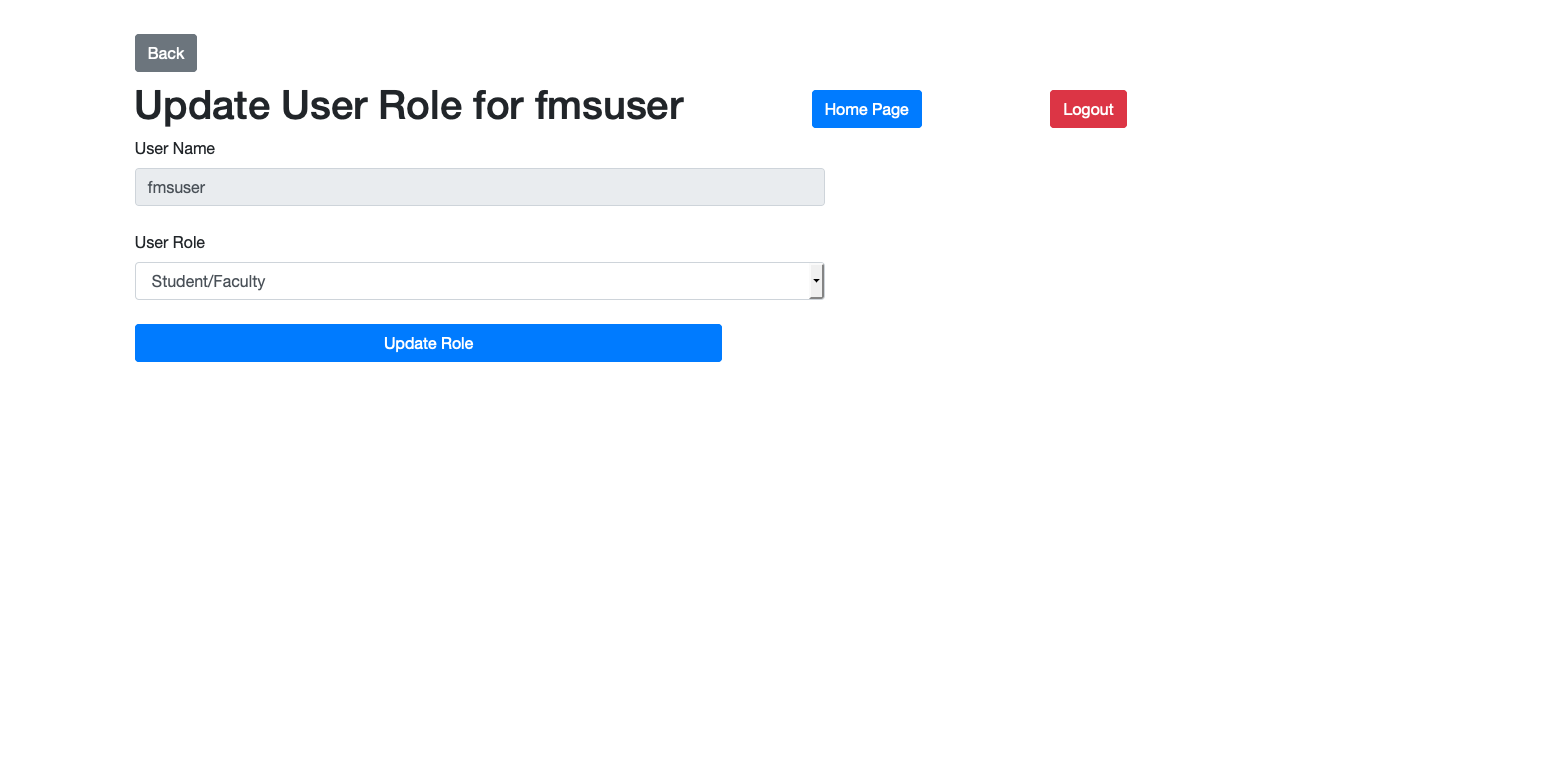 Back
Update User Role for fmsuser
Home Page
Logout
User Name
fmsuser
User Role
Student/Faculty
Update Role